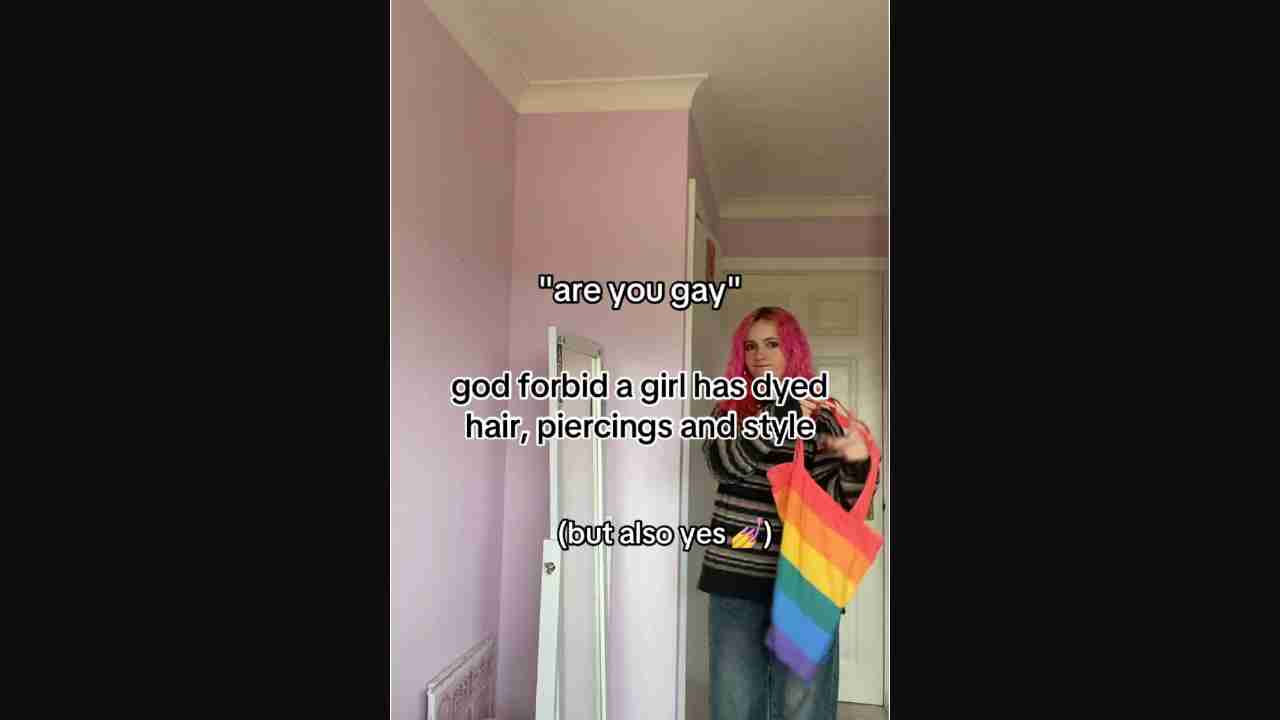 "are you gay"
god forbid a girl has dyed
hair, piercings and style
(but also yes 💅)